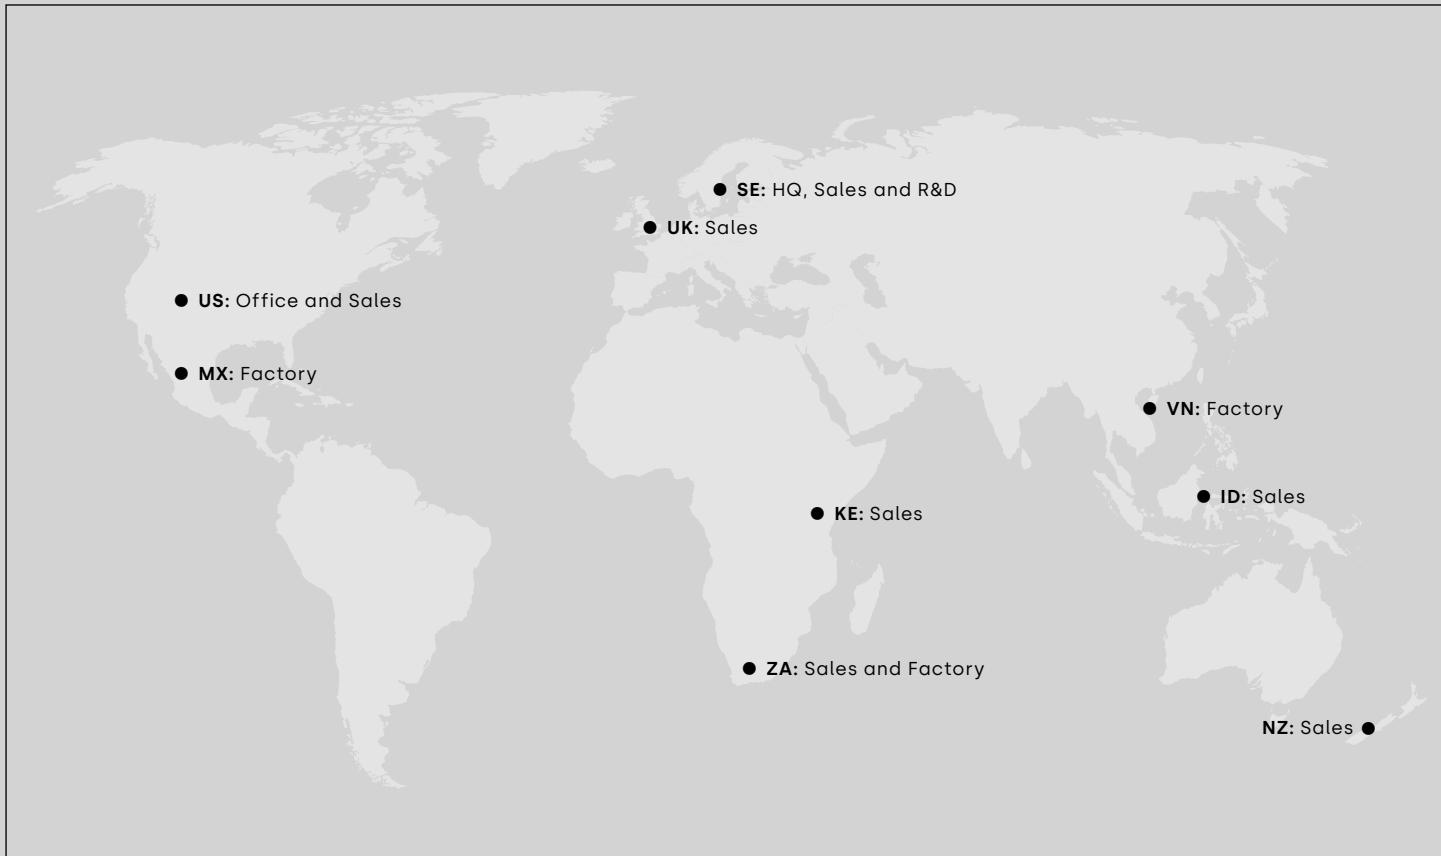 SE: HQ, Sales and R&D
UK: Sales
US: Office and Sales
MX: Factory
VN: Factory
ID: Sales
KE: Sales
ZA: Sales and Factory
NZ: Sales